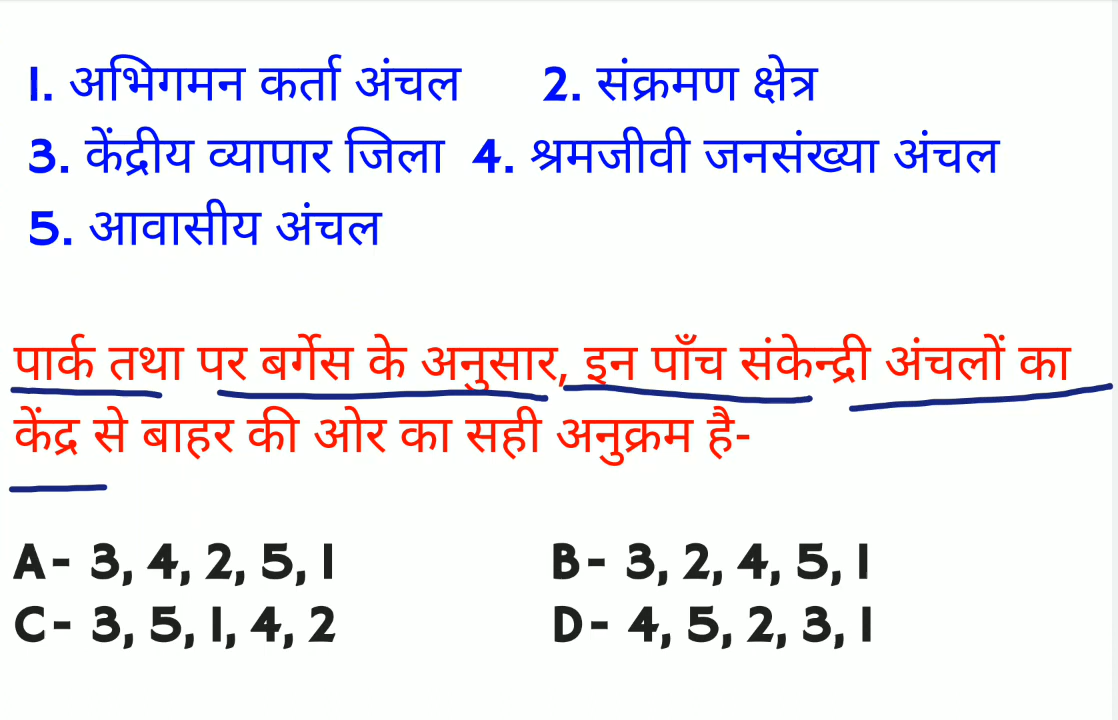 1. अभिगमन कर्ता अंचल 2. संक्रमण क्षेत्र
3. केंद्रीय व्यापार जिला 4. श्रमजीवी जनसंख्या अंचल
5. आवासीय अंचल
पार्क तथा पर बर्गेस के अनुसार, इन पाँच संकेन्द्री अंचलों का
केंद्र से बाहर की ओर का सही अनुक्रम है-
A- 3, 4, 2, 5, 1 B- 3, 2, 4, 5, 1
C- 3, 5, 1, 4, 2 D- 4, 5, 2, 3, 1